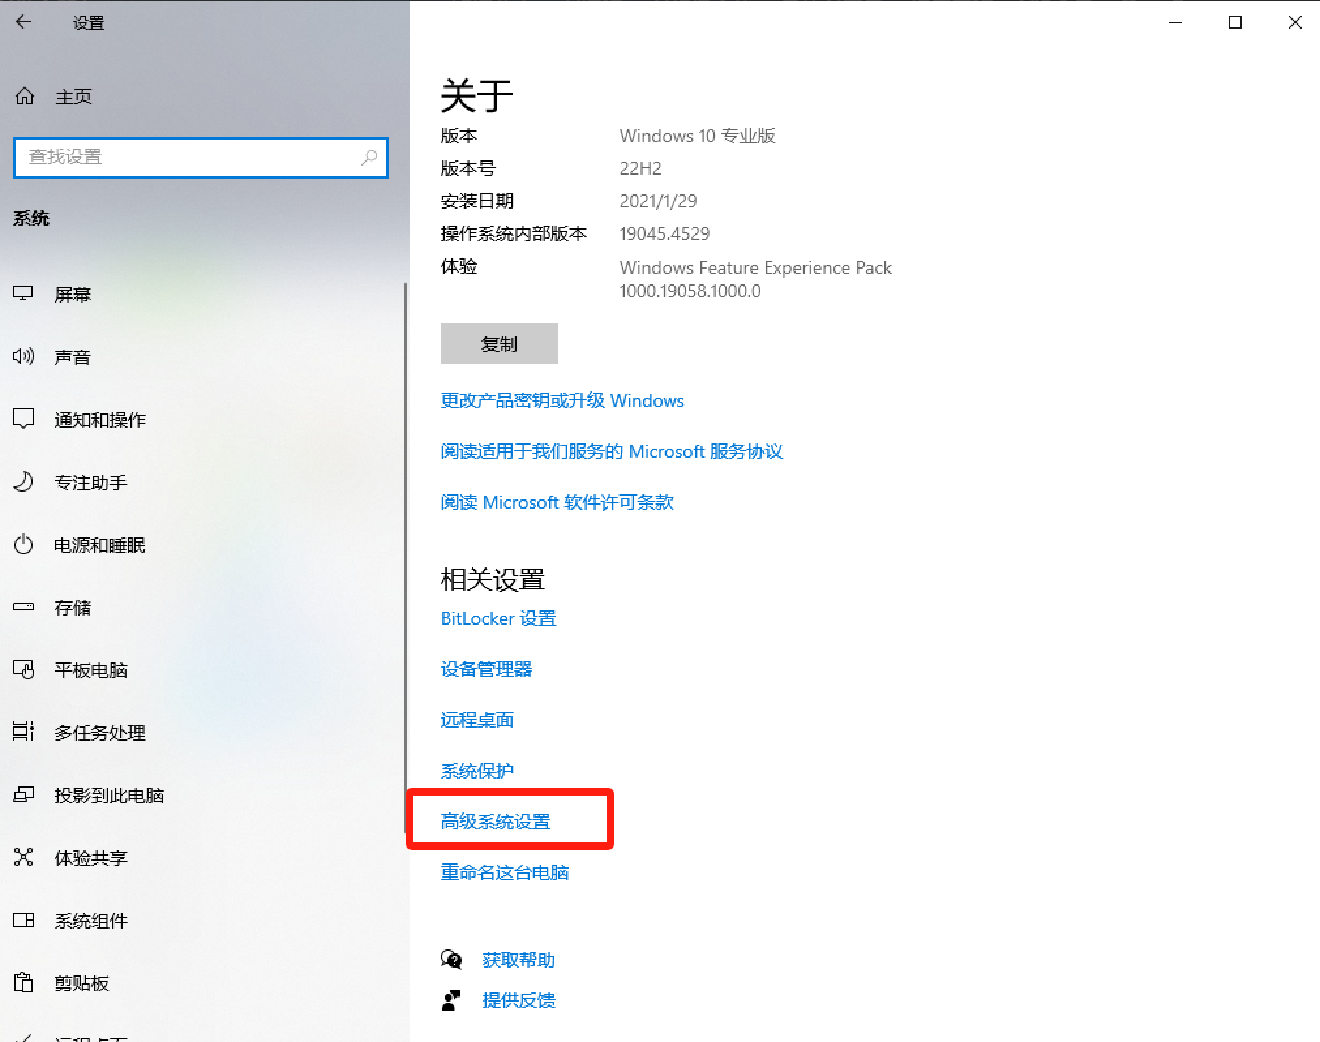 设置
主页
查找设置
系统
屏幕
声音
通知和操作
专注助手
电源和睡眠
存储
平板电脑
多任务处理
投影到此电脑
体验共享
系统组件
剪贴板
远程桌面
关于
版本 Windows 10 专业版
版本号 22H2
安装日期 2021/1/29
操作系统内部版本 19045.4529
体验 Windows Feature Experience Pack
1000.19058.1000.0
复制
更改产品密钥或升级 Windows
阅读适用于我们服务的 Microsoft 服务协议
阅读 Microsoft 软件许可条款
相关设置
BitLocker 设置
设备管理器
远程桌面
系统保护
高级系统设置
重命名这台电脑
获取帮助
提供反馈